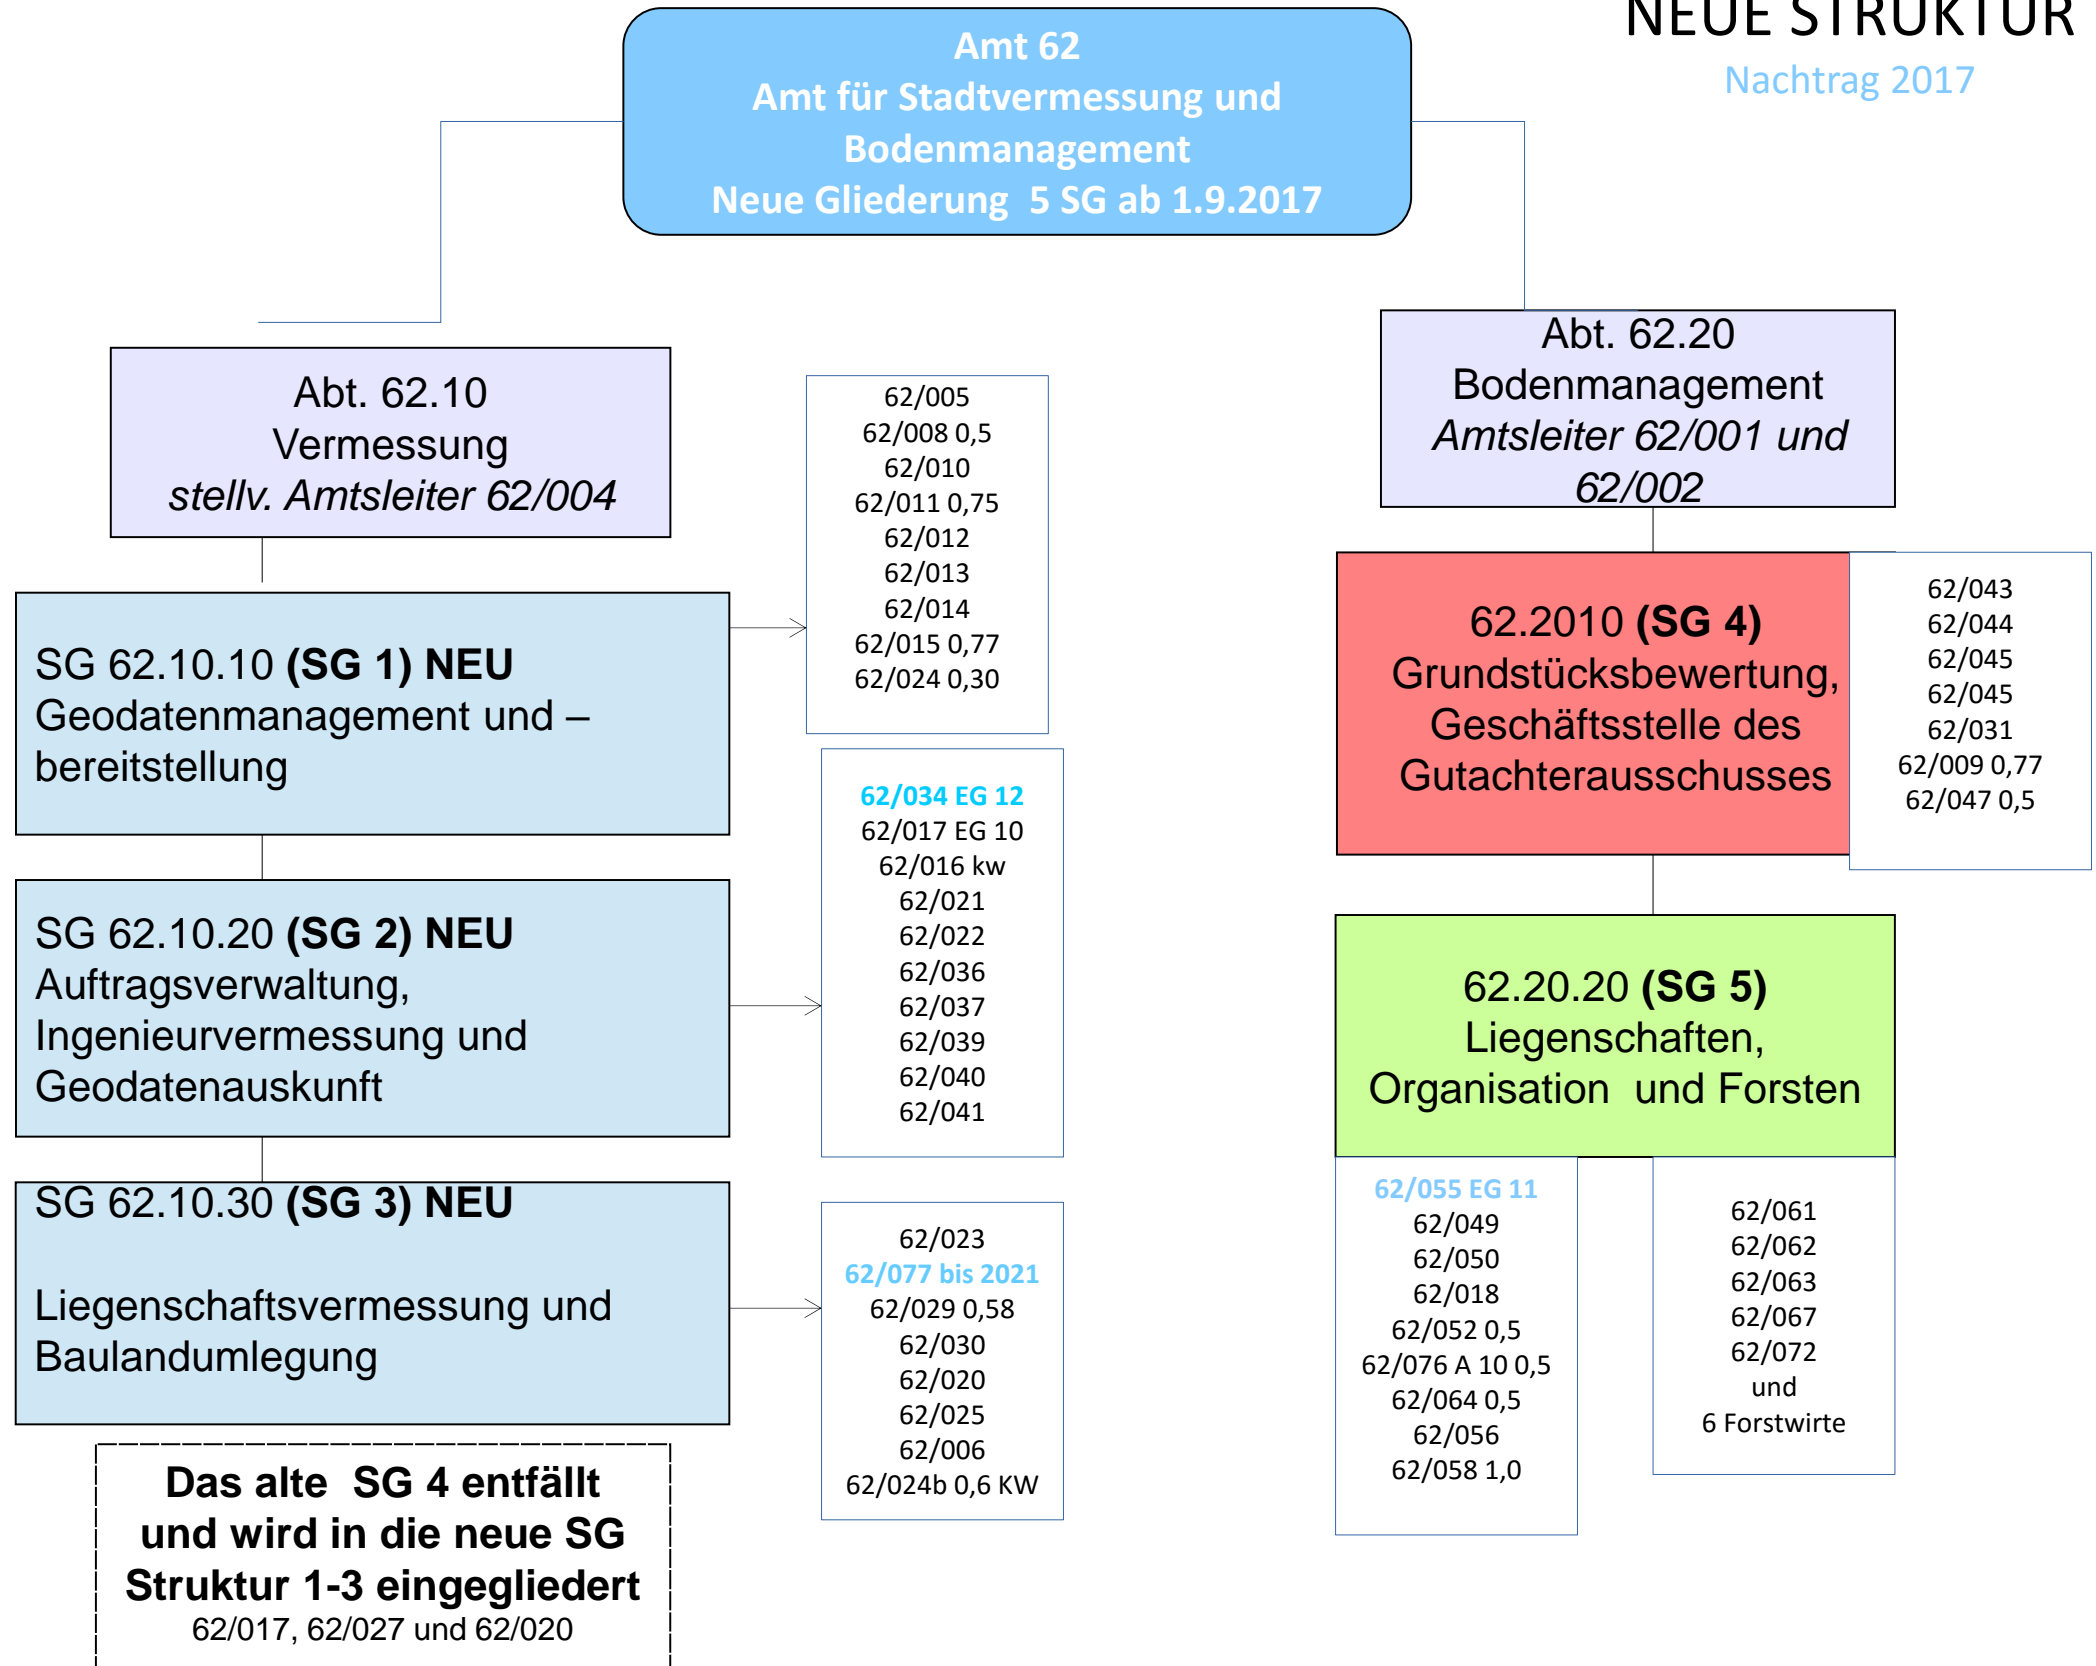 NEUE STRUKTUR
Nachtrag 2017
Amt 62
Amt für Stadtvermessung und
Bodenmanagement
Neue Gliederung 5 SG ab 1.9.2017
Abt. 62.10
Vermessung
stellv. Amtsleiter 62/004
SG 62.10.10 (SG 1) NEU
Geodatenmanagement und –
bereitstellung
62/005
62/008 0,5
62/010
62/011 0,75
62/012
62/013
62/014
62/015 0,77
62/024 0,30
SG 62.10.20 (SG 2) NEU
Auftragsverwaltung,
Ingenieurvermessung und
Geodatenauskunft
62/034 EG 12
62/017 EG 10
62/016 kw
62/021
62/022
62/036
62/037
62/039
62/040
62/041
SG 62.10.30 (SG 3) NEU
Liegenschaftsvermessung und
Baulandumlegung
62/023
62/077 bis 2021
62/029 0,58
62/030
62/020
62/025
62/006
62/024b 0,6 KW
Das alte SG 4 entfällt
und wird in die neue SG
Struktur 1-3 eingegliedert
62/017, 62/027 und 62/020
Abt. 62.20
Bodenmanagement
Amtsleiter 62/001 und
62/002
62.2010 (SG 4)
Grundstücksbewertung,
Geschäftsstelle des
Gutachterausschusses
62/043
62/044
62/045
62/045
62/031
62/009 0,77
62/047 0,5
62.20.20 (SG 5)
Liegenschaften,
Organisation und Forsten
62/055 EG 11
62/049
62/050
62/018
62/052 0,5
62/076 A 10 0,5
62/064 0,5
62/056
62/058 1,0
62/061
62/062
62/063
62/067
62/072
und
6 Forstwirte